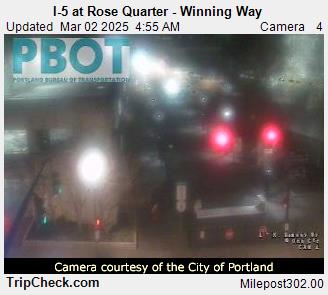 I-5 at Rose Quarter - Winning Way
Updated Mar 02 2025 4:55 AM Camera 4
PBOT
PORTLAND BUREAU OF TRANSPORTATION
Camera courtesy of the City of Portland
TripCheck.com Milepost302.00